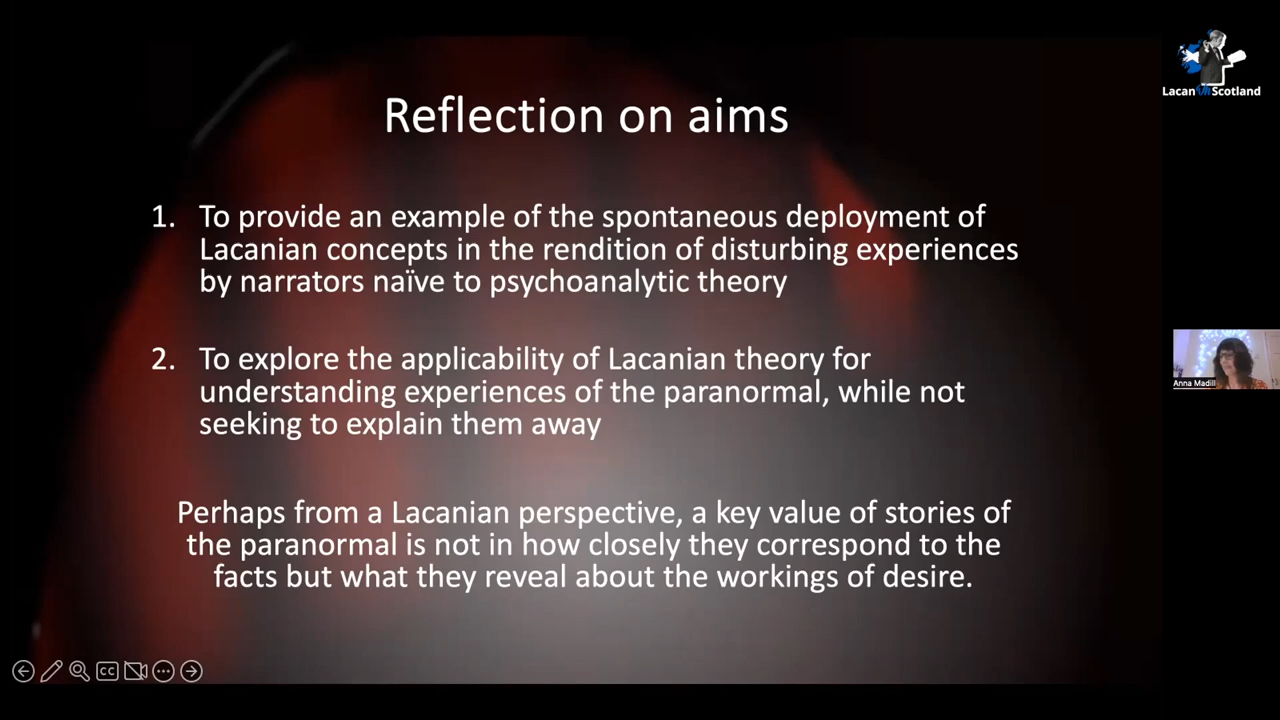 Reflection on aims
1. To provide an example of the spontaneous deployment of
Lacanian concepts in the rendition of disturbing experiences
by narrators naïve to psychoanalytic theory
2. To explore the applicability of Lacanian theory for
understanding experiences of the paranormal, while not
seeking to explain them away
Perhaps from a Lacanian perspective, a key value of stories of
the paranormal is not in how closely they correspond to the
facts but what they reveal about the workings of desire.
CC
Lacan in Scotland
Anna Madill